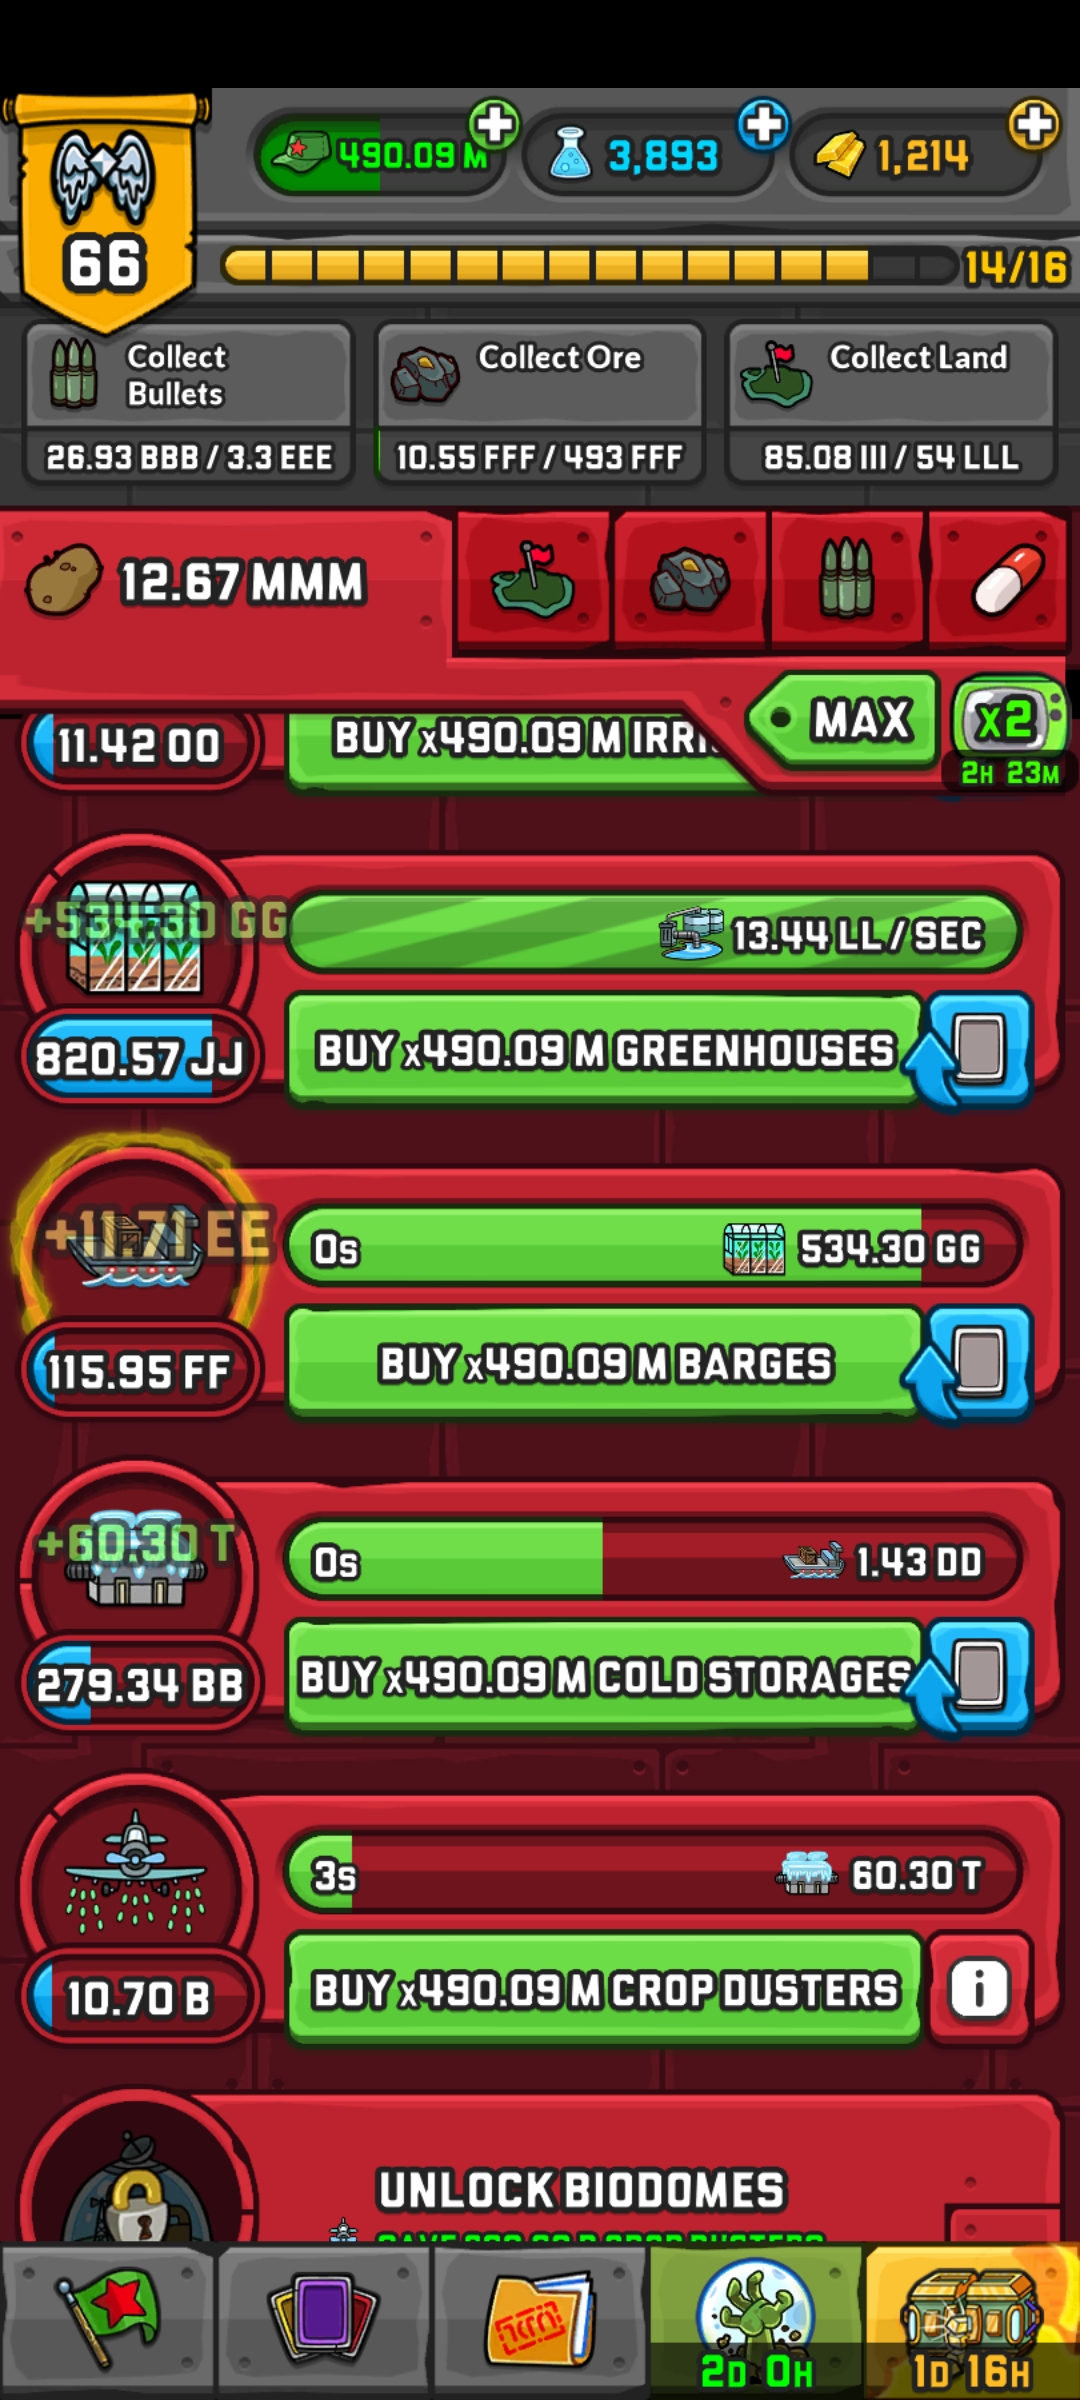 490.09 M
3,893
1,214
66
14/16
Collect
Bullets
26.93 BBB / 3.3 EEE
Collect Ore
10.55 FFF / 493 FFF
Collect Land
85.08 III / 54 LLL
12.67 MMM
MAX
x2
2H 23M
11.42 OO
BUY x490.09 M
+534.30 GG
13.44 LL / SEC
820.57 JJ
BUY x490.09 M GREENHOUSES
+11.71 EE
0s
534.30 GG
115.95 FF
BUY x490.09 M BARGES
+60.30 T
0s
1.43 DD
279.34 BB
BUY x490.09 M COLD STORAGES
3s
60.30 T
10.70 B
BUY x490.09 M CROP DUSTERS
i
UNLOCK BIODOMES
2D 0H
1D 16H